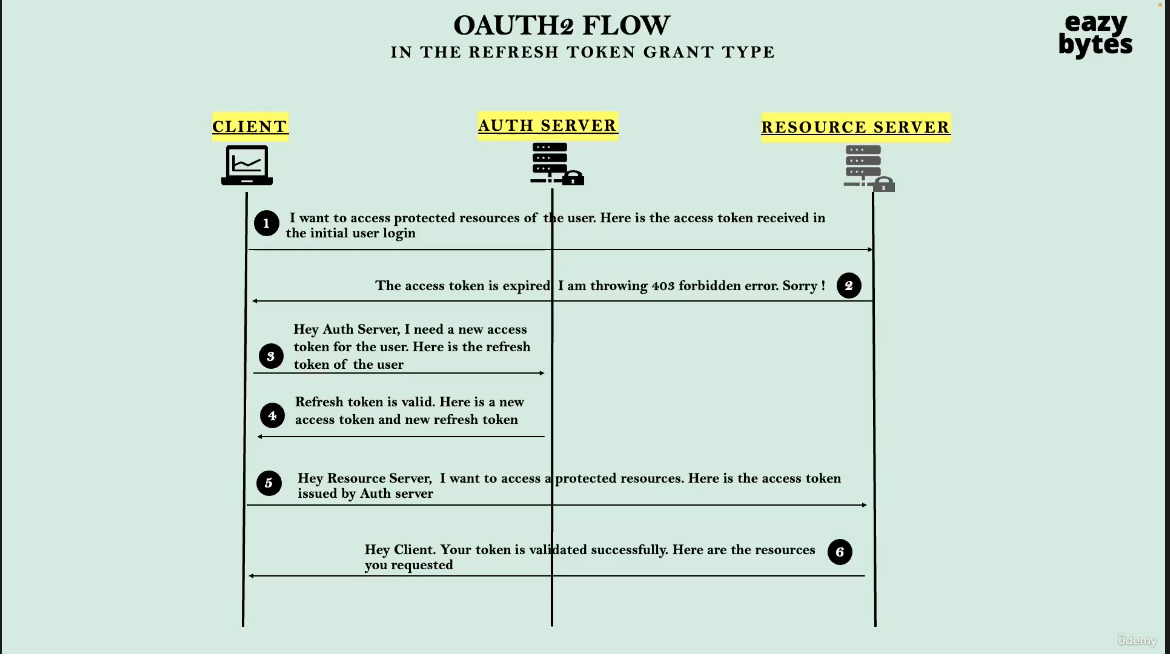 OAUTH2 FLOW
IN THE REFRESH TOKEN GRANT TYPE
eazy
bytes
CLIENT
AUTH SERVER
RESOURCE SERVER
1 I want to access protected resources of the user. Here is the access token received in
the initial user login
The access token is expired. I am throwing 403 forbidden error. Sorry ! 2
Hey Auth Server, I need a new access
token for the user. Here is the refresh
3 token of the user
Refresh token is valid. Here is a new
4 access token and new refresh token
5 Hey Resource Server, I want to access a protected resources. Here is the access token
issued by Auth server
Hey Client. Your token is validated successfully. Here are the resources 6
you requested
ûdemy